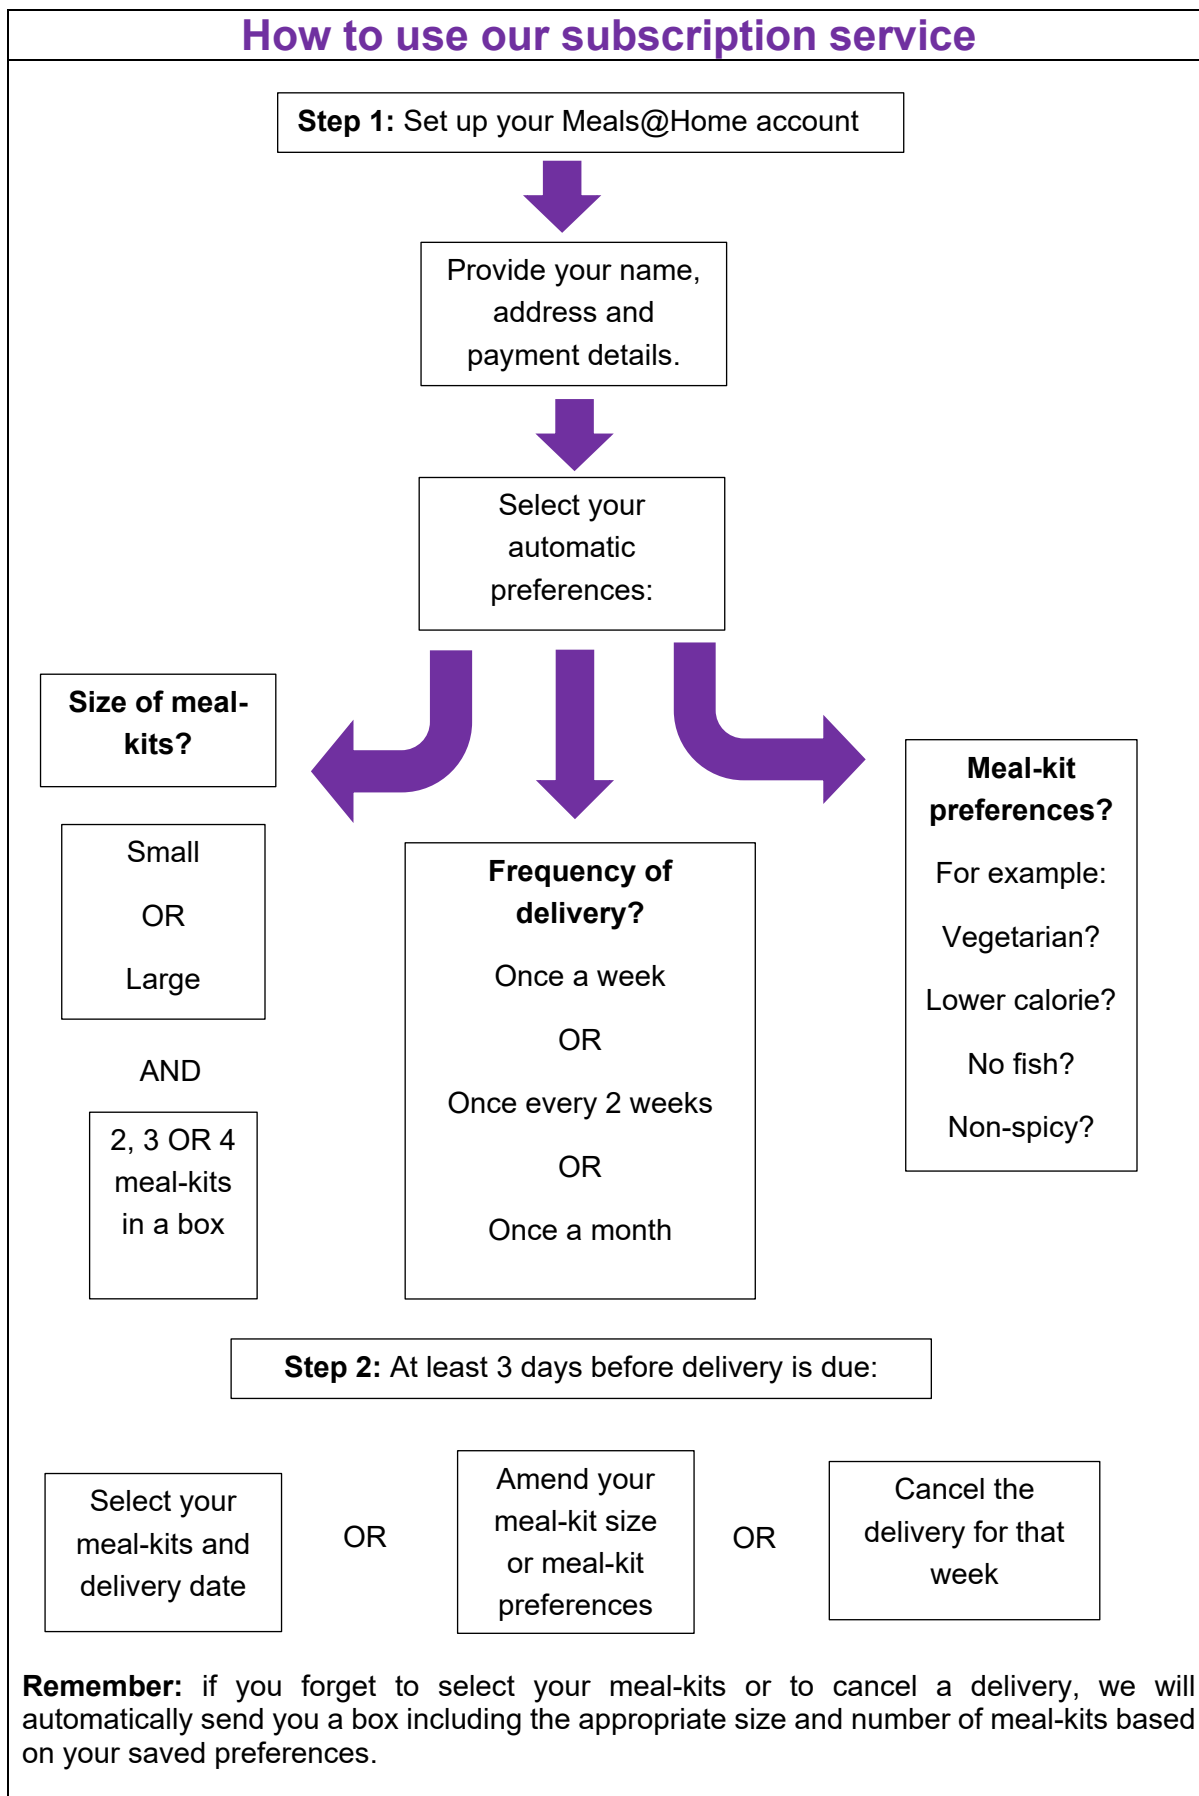 How to use our subscription service
Step 1: Set up your Meals@Home account
Provide your name,
address and
payment details.
Select your
automatic
preferences:
Size of meal-
kits?
Small
OR
Large
AND
2, 3 OR 4
meal-kits
in a box
Frequency of
delivery?
Once a week
OR
Once every 2 weeks
OR
Once a month
Meal-kit
preferences?
For example:
Vegetarian?
Lower calorie?
No fish?
Non-spicy?
Step 2: At least 3 days before delivery is due:
Select your
meal-kits and
delivery date
OR
Amend your
meal-kit size
or meal-kit
preferences
OR
Cancel the
delivery for that
week
Remember: if you forget to select your meal-kits or to cancel a delivery, we will
automatically send you a box including the appropriate size and number of meal-kits based
on your saved preferences.